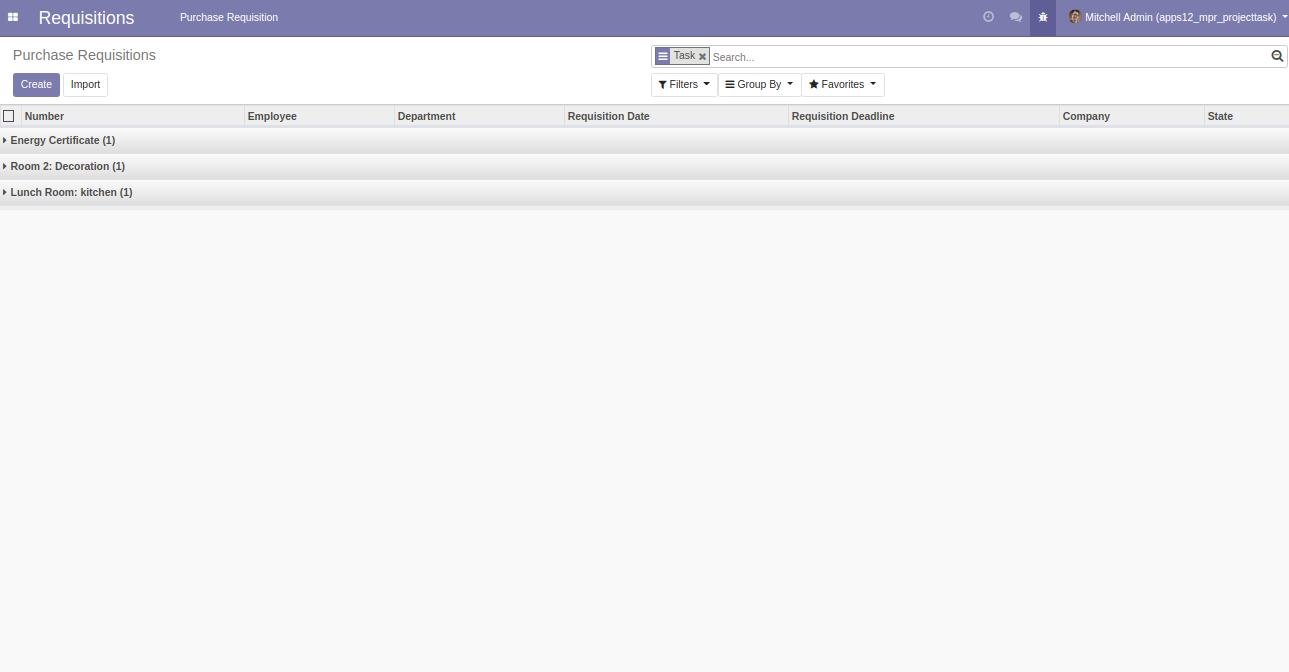 Requisitions Purchase Requisition Mitchell Admin (apps12_mpr_projecttask)
Purchase Requisitions Task Search...
Create Import Filters Group By Favorites
Number Employee Department Requisition Date Requisition Deadline Company State
Energy Certificate (1)
Room 2: Decoration (1)
Lunch Room: kitchen (1)